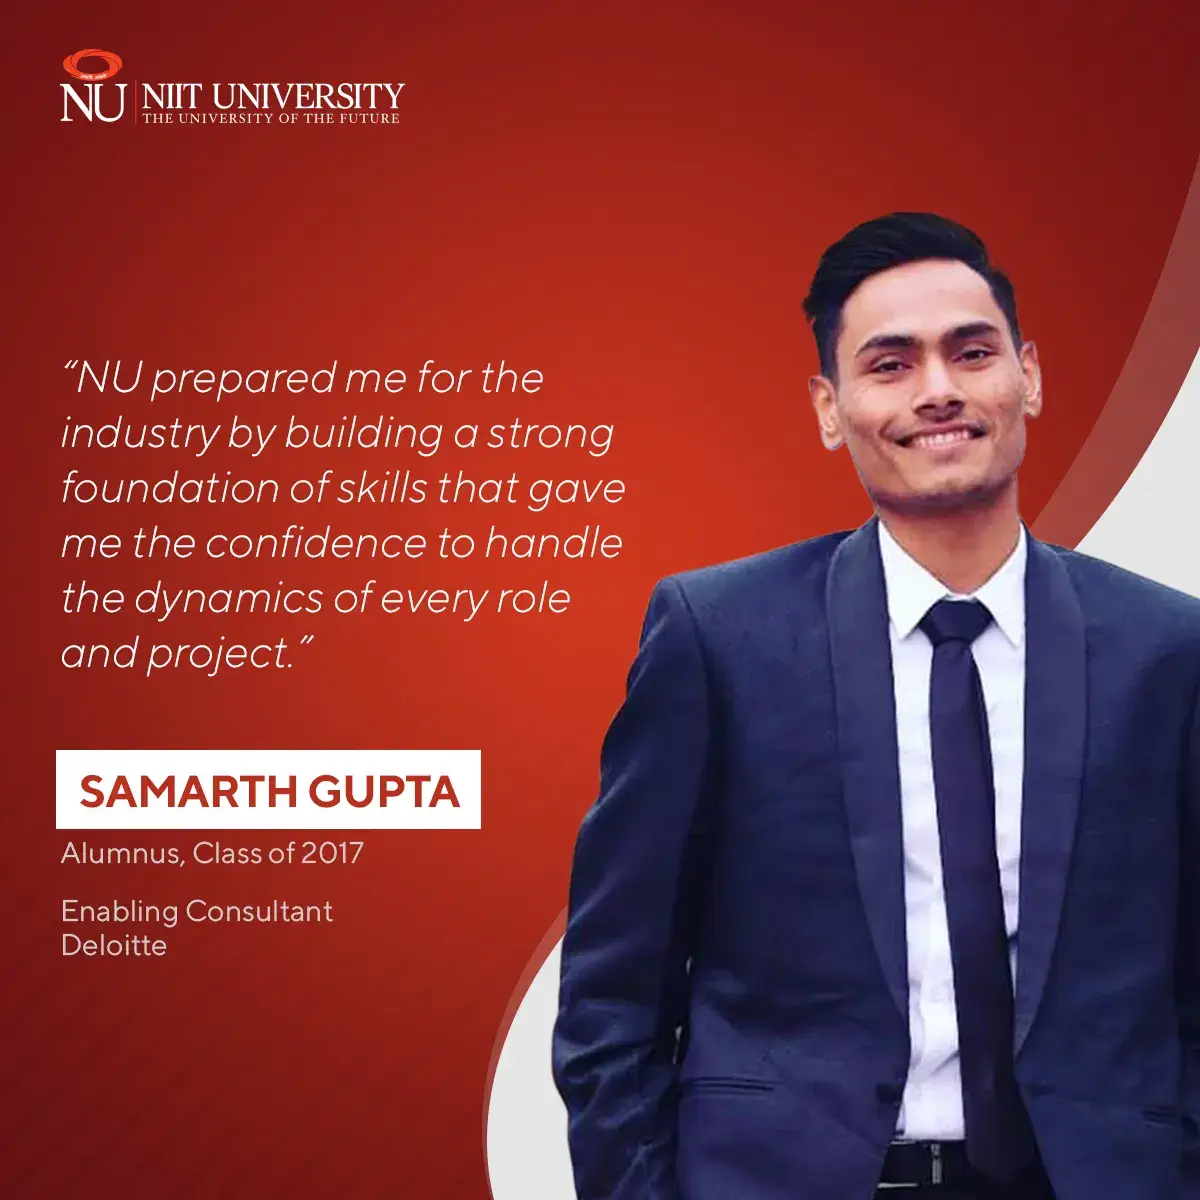 NU NIIT UNIVERSITY
THE UNIVERSITY OF THE FUTURE
“NU prepared me for the
industry by building a strong
foundation of skills that gave
me the confidence to handle
the dynamics of every role
and project.”
SAMARTH GUPTA
Alumnus, Class of 2017
Enabling Consultant
Deloitte